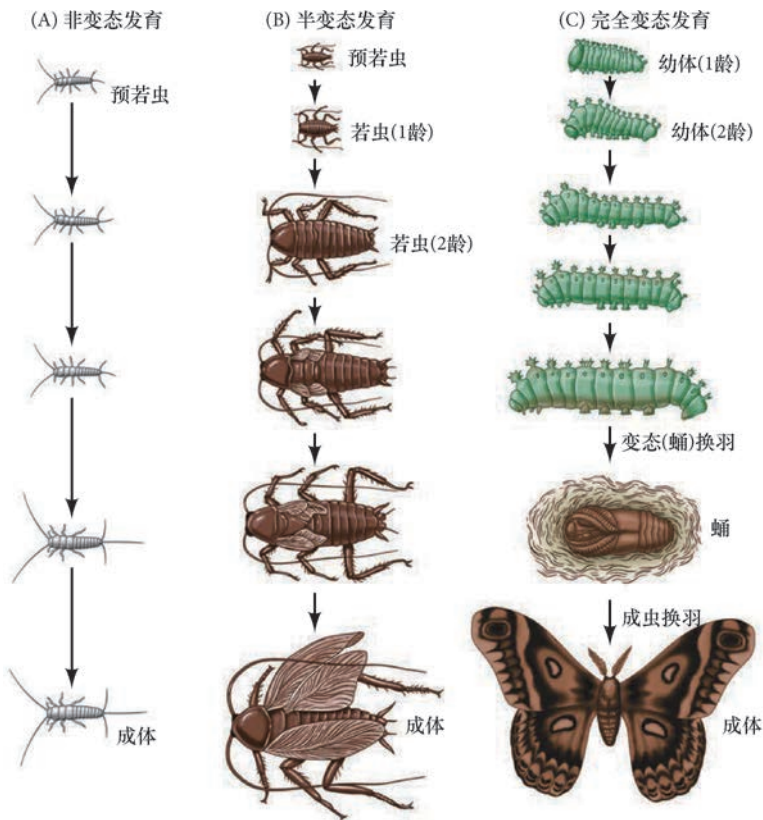 (A) 非变态发育
预若虫
成体
(B) 半变态发育
预若虫
若虫(1龄)
若虫(2龄)
成体
(C) 完全变态发育
幼体(1龄)
幼体(2龄)
变态(蛹)换羽
蛹
成虫换羽
成体